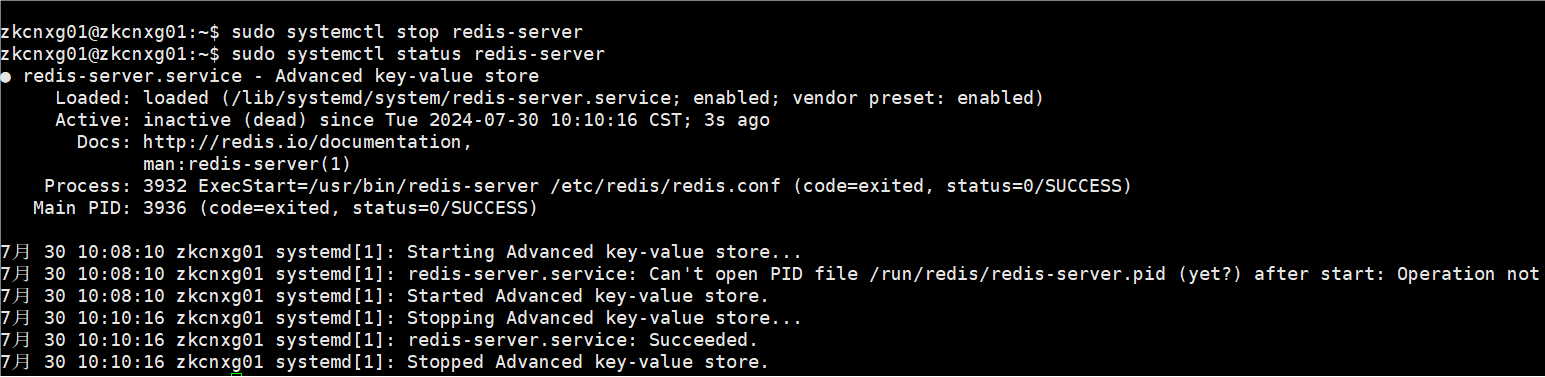 zkcnxg01@zkcnxg01:~$ sudo systemctl stop redis-server
zkcnxg01@zkcnxg01:~$ sudo systemctl status redis-server
● redis-server.service - Advanced key-value store
     Loaded: loaded (/lib/systemd/system/redis-server.service; enabled; vendor preset: enabled)
     Active: inactive (dead) since Tue 2024-07-30 10:10:16 CST; 3s ago
       Docs: http://redis.io/documentation,
             man:redis-server(1)
    Process: 3932 ExecStart=/usr/bin/redis-server /etc/redis/redis.conf (code=exited, status=0/SUCCESS)
   Main PID: 3936 (code=exited, status=0/SUCCESS)
7月 30 10:08:10 zkcnxg01 systemd[1]: Starting Advanced key-value store...
7月 30 10:08:10 zkcnxg01 systemd[1]: redis-server.service: Can't open PID file /run/redis/redis-server.pid (yet?) after start: Operation not
7月 30 10:08:10 zkcnxg01 systemd[1]: Started Advanced key-value store.
7月 30 10:10:16 zkcnxg01 systemd[1]: Stopping Advanced key-value store...
7月 30 10:10:16 zkcnxg01 systemd[1]: redis-server.service: Succeeded.
7月 30 10:10:16 zkcnxg01 systemd[1]: Stopped Advanced key-value store.